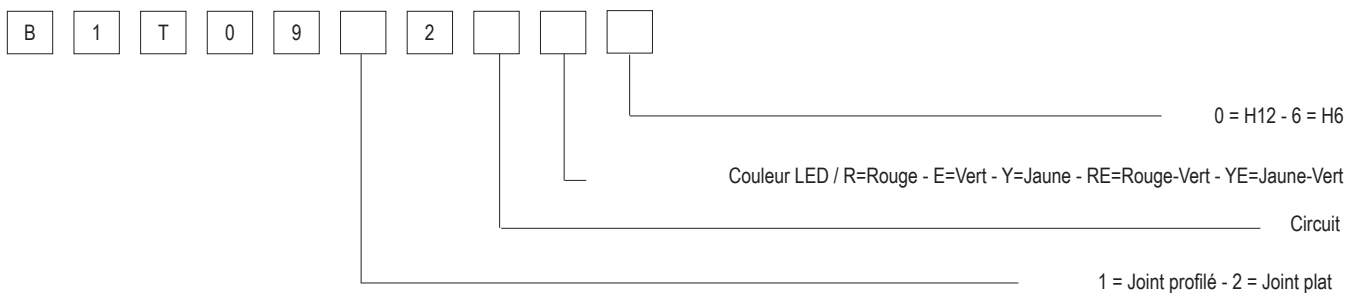 B 1 T 0 9 2
0 = H12 - 6 = H6
Couleur LED / R=Rouge - E=Vert - Y=Jaune - RE=Rouge-Vert - YE=Jaune-Vert
Circuit
1 = Joint profilé - 2 = Joint plat